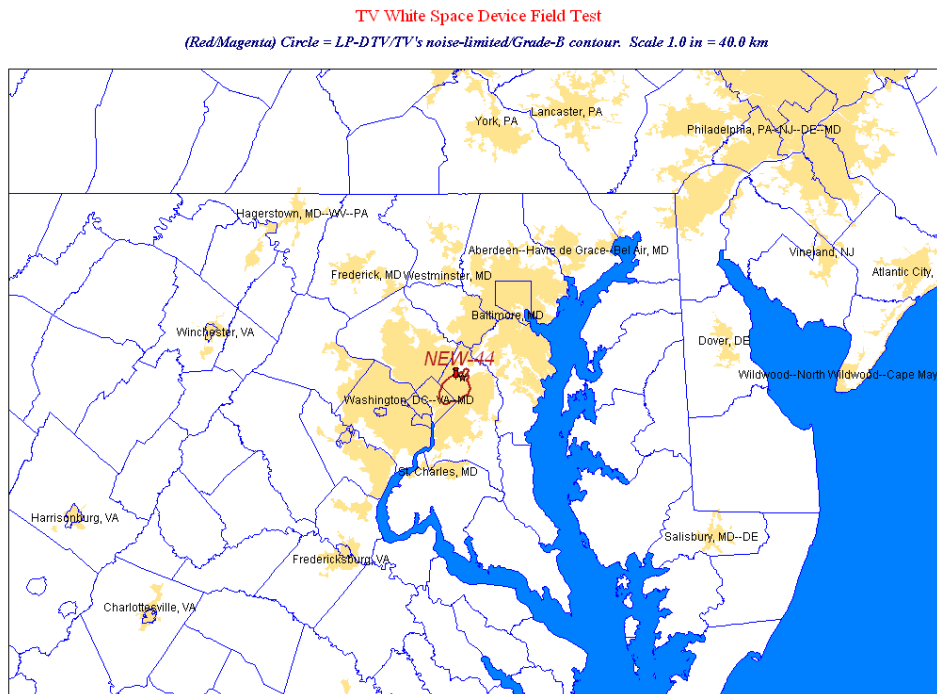 TV White Space Device Field Test
(Red/Magenta) Circle = LP-DTV/TV's noise-limited/Grade-B contour. Scale 1.0 in = 40.0 km
Lancaster, PA
York, PA
Philadelphia, PA--NJ--DE--MD
Hagerstown, MD--WV--PA
Aberdeen--Havre de Grace--Bel Air, MD
Vineland, NJ
Frederick, MD
Westminster, MD
Atlantic City,
Baltimore, MD
Winchester, VA
Dover, DE
NEW-44
Wildwood--North Wildwood--Cape May
Washington, DC--VA--MD
St. Charles, MD
Harrisonburg, VA
Salisbury, MD--DE
Fredericksburg, VA
Charlottesville, VA